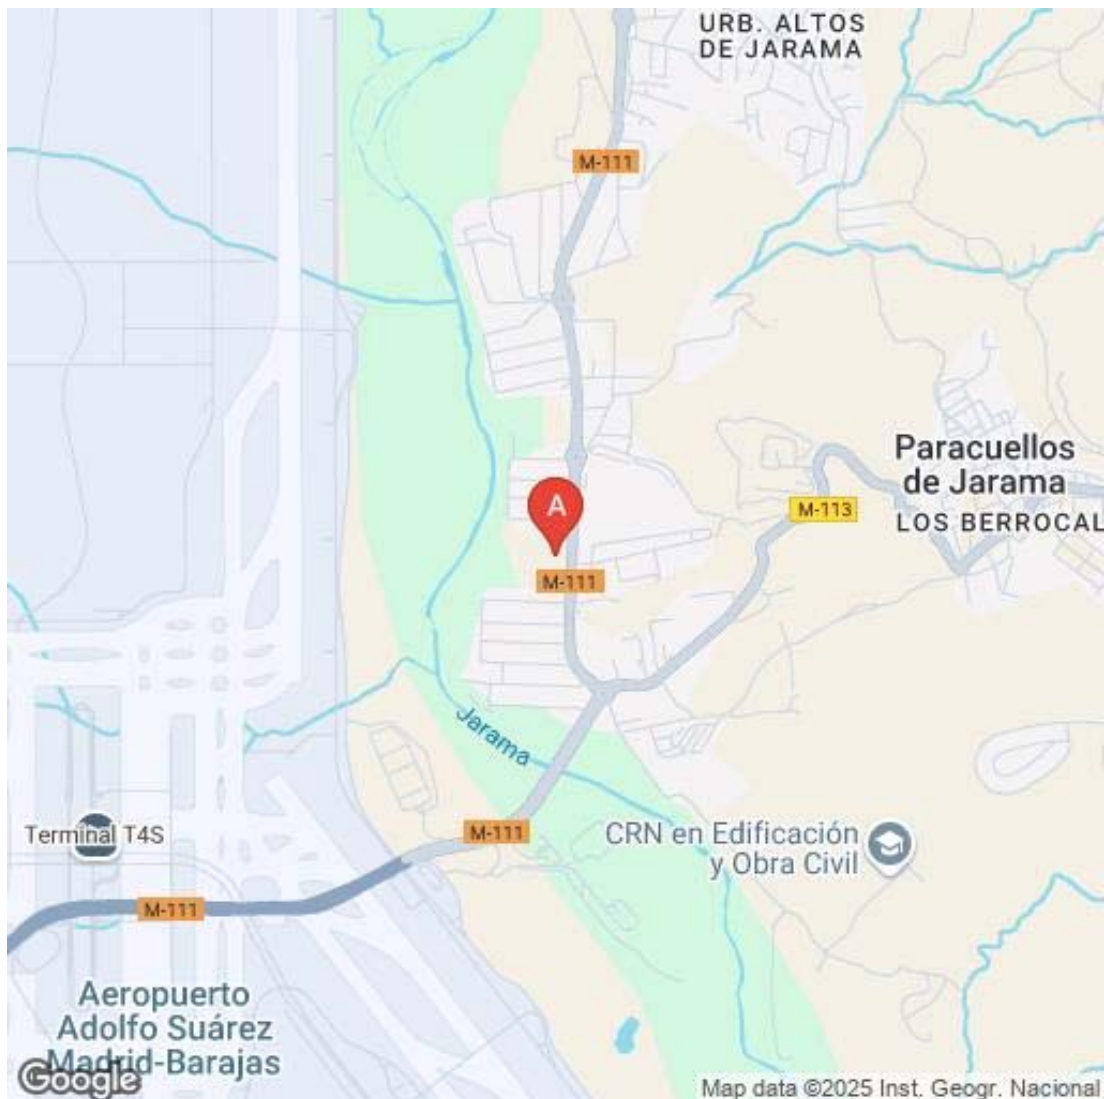 URB. ALTOS
DE JARAMA
M-111
Paracuellos
de Jarama
M-113
LOS BERROCAL
A
M-111
Jarama
Terminal T4S
M-111
CRN en Edificación
y Obra Civil
M-111
Aeropuerto
Adolfo Suárez
Madrid-Barajas
Google
Map data ©2025 Inst. Geogr. Nacional